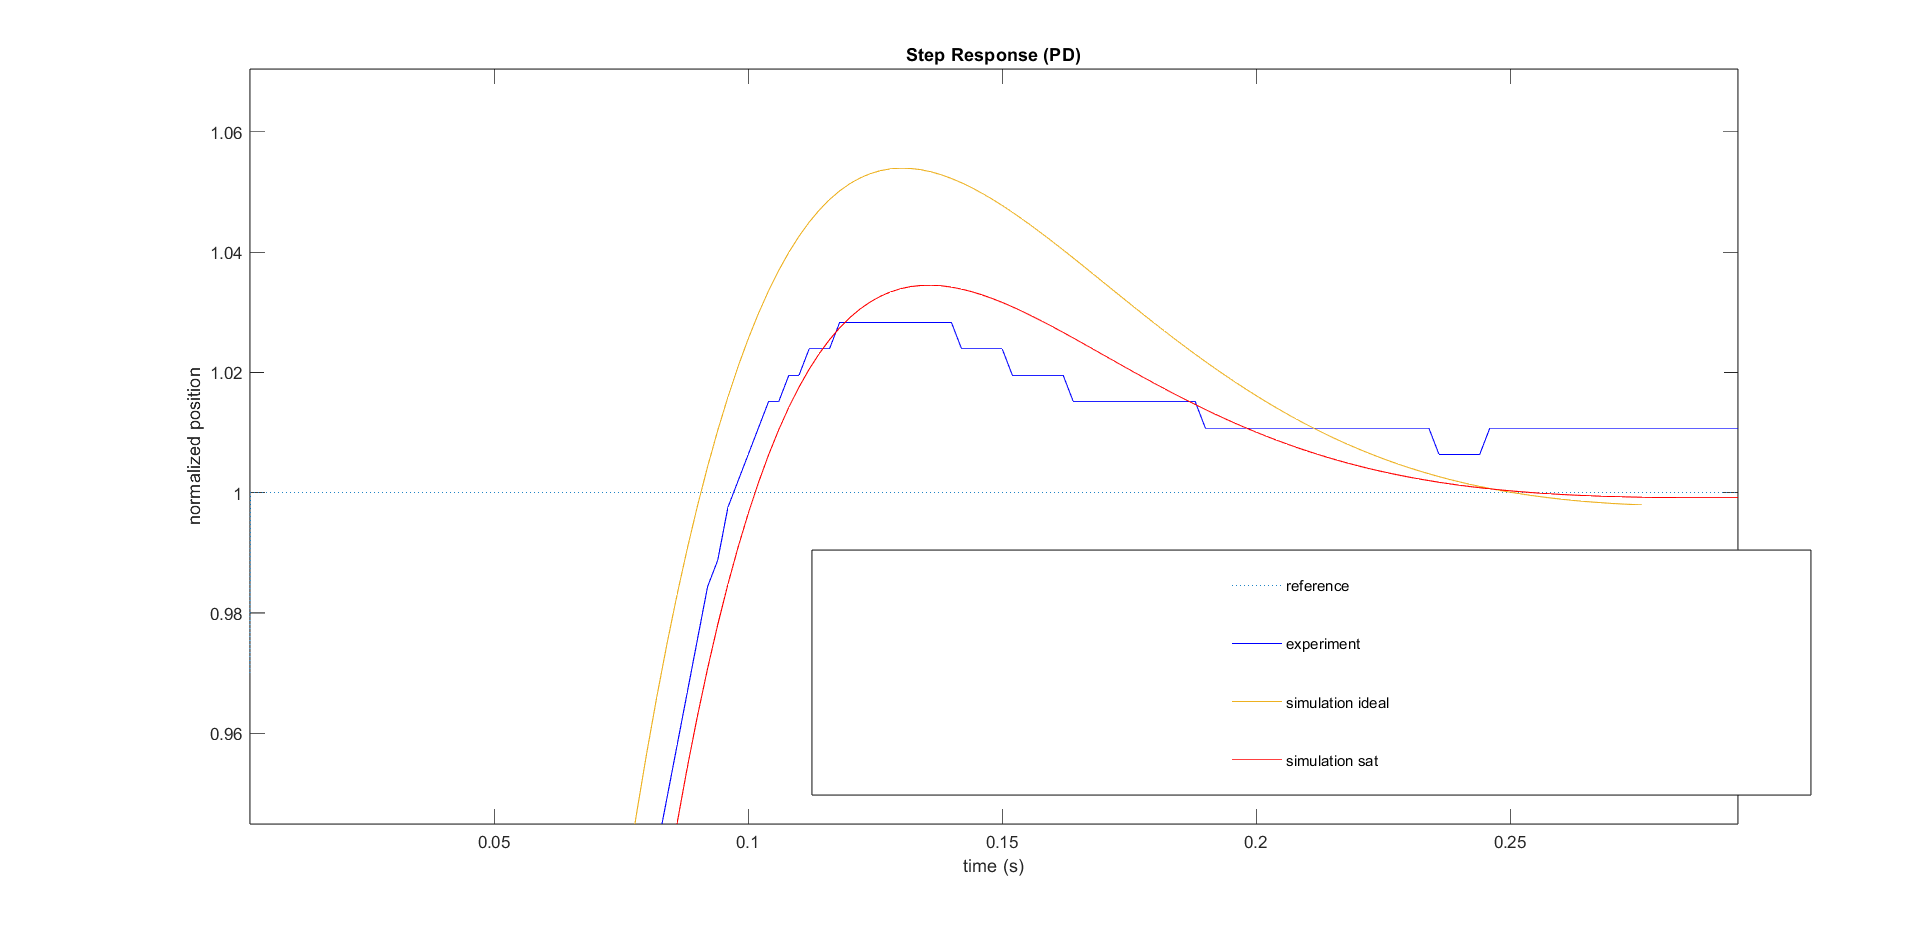 Step Response (PD)
1.06
1.04
1.02
1
0.98
0.96
normalized position
0.05
0.1
0.15
0.2
0.25
time (s)
reference
experiment
simulation ideal
simulation sat